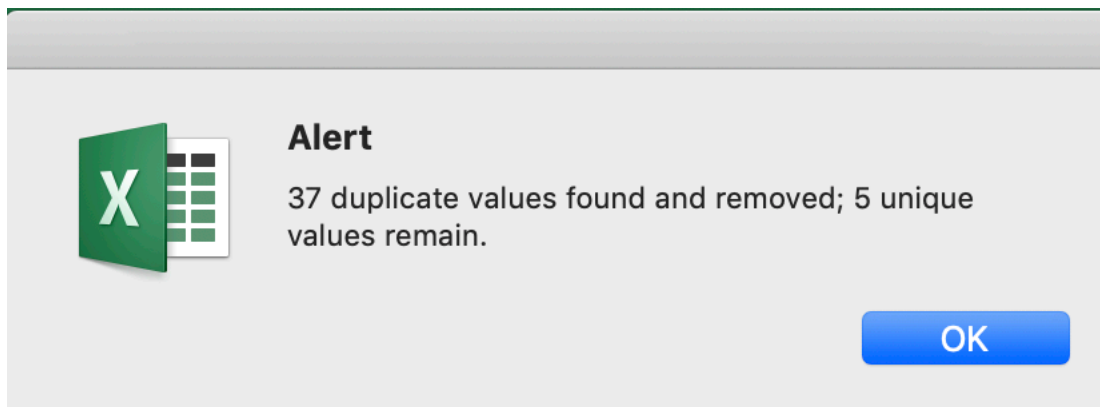 Alert
37 duplicate values found and removed; 5 unique
values remain.
X
OK